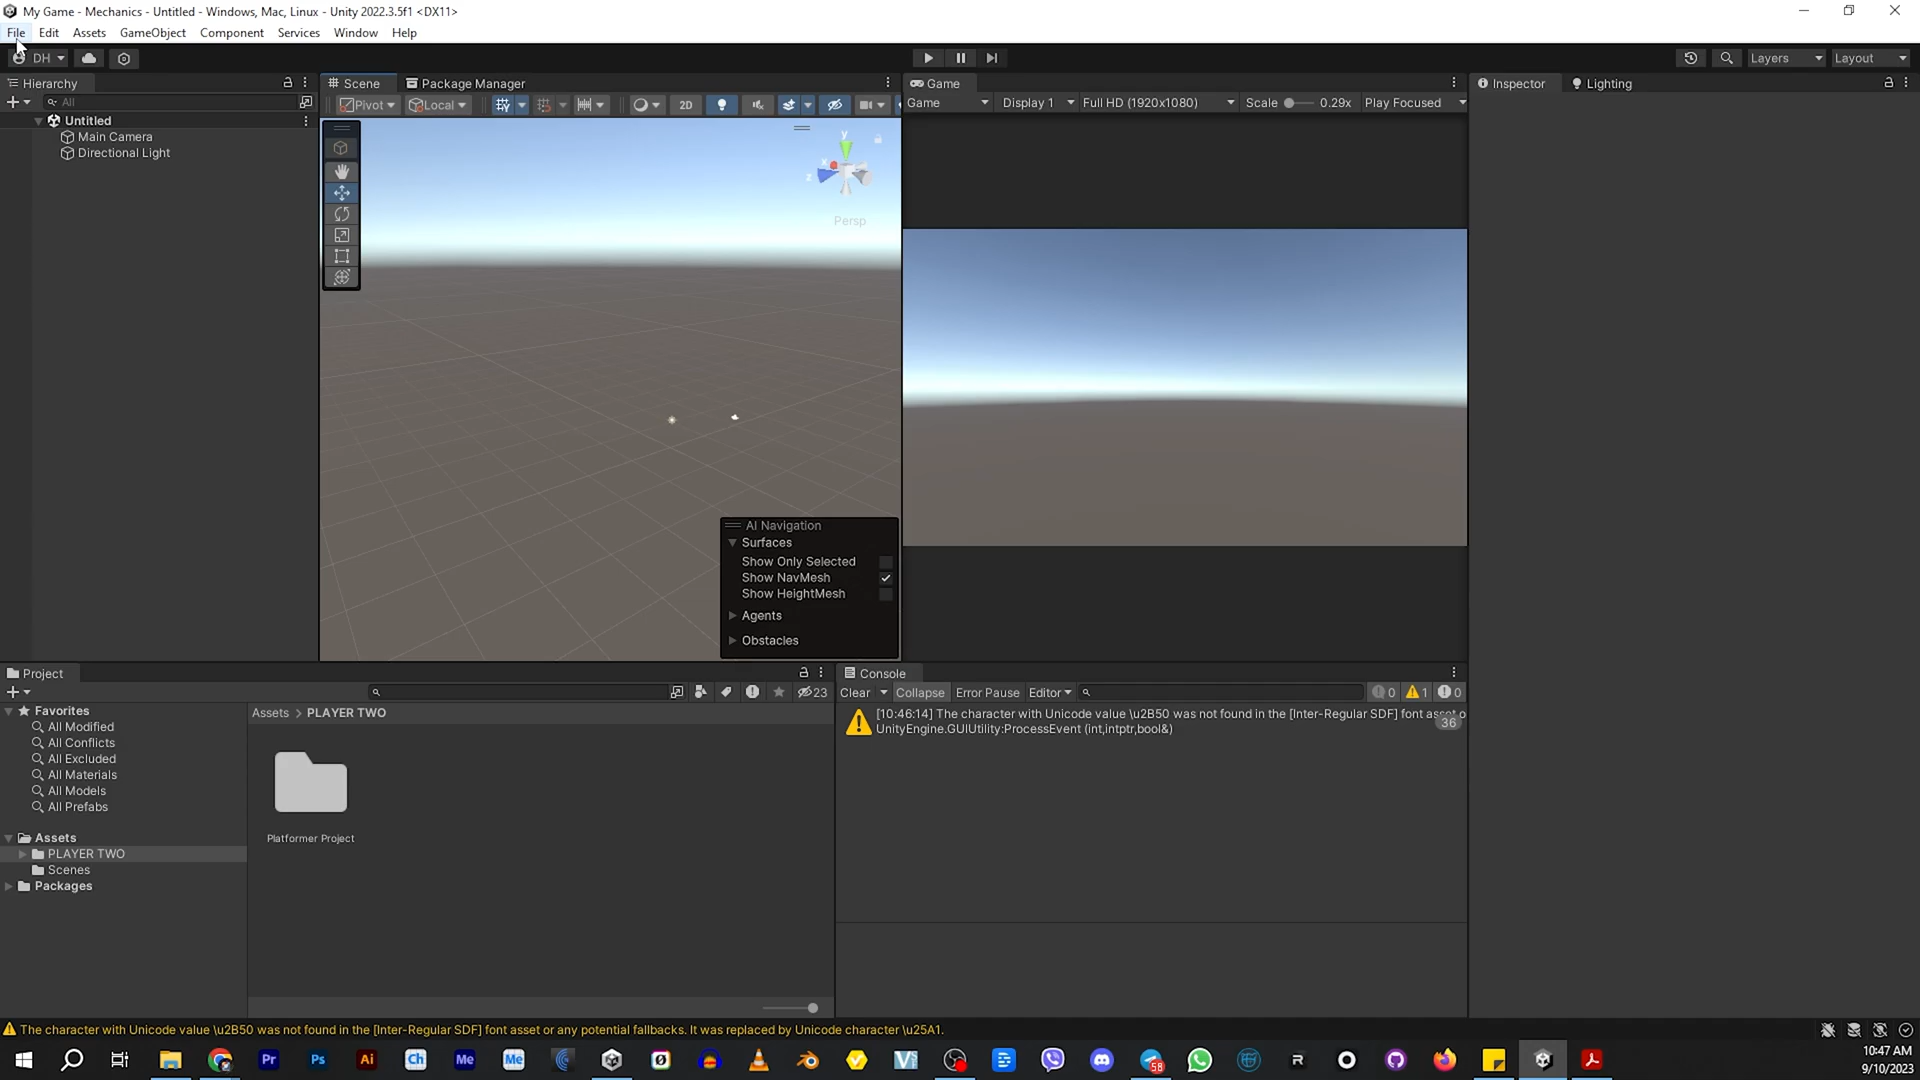 My Game - Mechanics - Untitled - Windows, Mac, Linux - Unity 2022.3.5f1 <DX11>
File Edit Assets GameObject Component Services Window Help
DH Layers Layout
Hierarchy
All
Untitled
Main Camera
Directional Light
Scene Package Manager
Pivot Local 2D
y
x
z
Persp
AI Navigation
Surfaces
Show Only Selected
Show NavMesh
Show HeightMesh
Agents
Obstacles
Game
Game Display 1 Full HD (1920x1080) Scale 0.29x Play Focused
Inspector Lighting
Project
23
Favorites
All Modified
All Conflicts
All Excluded
All Materials
All Models
All Prefabs
Assets
PLAYER TWO
Scenes
Packages
Assets > PLAYER TWO
Platformer Project
Console
Clear Collapse Error Pause Editor 0 1 0
[10:46:14] The character with Unicode value \u2B50 was not found in the [Inter-Regular SDF] font asset o
UnityEngine.GUIUtility:ProcessEvent (int,intptr,bool&)
36
The character with Unicode value \u2B50 was not found in the [Inter-Regular SDF] font asset or any potential fallbacks. It was replaced by Unicode character \u25A1.
Pr Ps Ai Ch Me Me
58
R
10:47 AM
9/10/2023